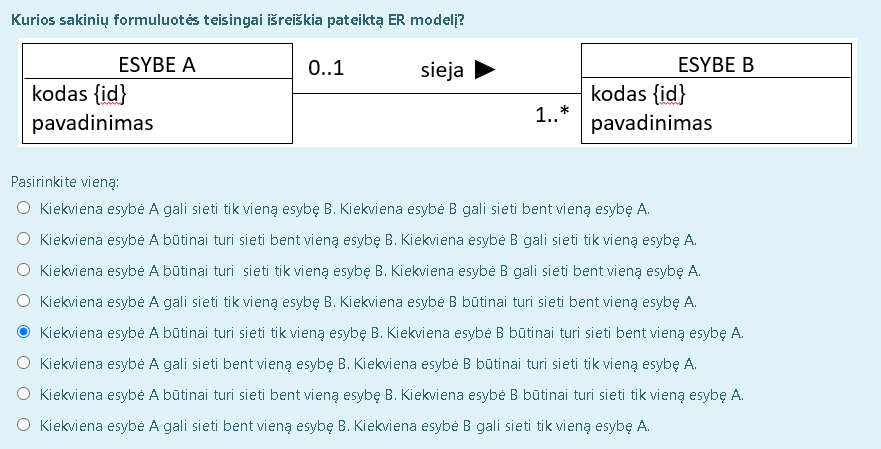 Kurios sakinių formuluotės teisingai išreiškia pateiktą ER modelį?
ESYBE A
0..1
sieja ▶
ESYBE B
kodas {id}
pavadinimas
1..*
kodas {id}
pavadinimas
Pasirinkite vieną:
Kiekviena esybė A gali sieti tik vieną esybę B. Kiekviena esybė B gali sieti bent vieną esybę A.
Kiekviena esybė A būtinai turi sieti bent vieną esybę B. Kiekviena esybė B gali sieti tik vieną esybę A.
Kiekviena esybė A būtinai turi  sieti tik vieną esybę B. Kiekviena esybė B gali sieti bent vieną esybę A.
Kiekviena esybė A gali sieti tik vieną esybę B. Kiekviena esybė B būtinai turi sieti bent vieną esybę A.
Kiekviena esybė A būtinai turi sieti tik vieną esybę B. Kiekviena esybė B būtinai turi sieti bent vieną esybę A.
Kiekviena esybė A gali sieti bent vieną esybę B. Kiekviena esybė B būtinai turi sieti tik vieną esybę A.
Kiekviena esybė A būtinai turi sieti bent vieną esybę B. Kiekviena esybė B būtinai turi sieti tik vieną esybę A.
Kiekviena esybė A gali sieti bent vieną esybę B. Kiekviena esybė B gali sieti tik vieną esybę A.